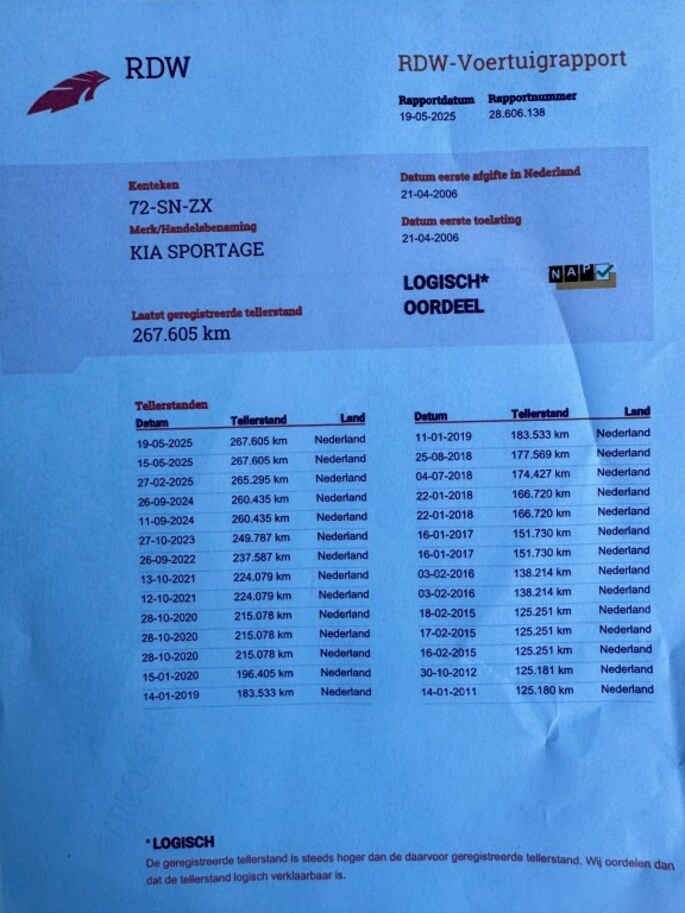 RDW
RDW-Voertuigrapport
Rapportdatum Rapportnummer
19-05-2025 28.606.138
Kenteken
72-SN-ZX
Merk/Handelsbenaming
KIA SPORTAGE
Laatst geregistreerde tellerstand
267.605 km
Datum eerste afgifte in Nederland
21-04-2006
Datum eerste toelating
21-04-2006
LOGISCH*
OORDEEL
NAP
Tellerstanden
Datum Tellerstand Land
19-05-2025 267.605 km Nederland
15-05-2025 267.605 km Nederland
27-02-2025 265.295 km Nederland
26-09-2024 260.435 km Nederland
11-09-2024 260.435 km Nederland
27-10-2023 249.787 km Nederland
26-09-2022 237.587 km Nederland
13-10-2021 224.079 km Nederland
12-10-2021 224.079 km Nederland
28-10-2020 215.078 km Nederland
28-10-2020 215.078 km Nederland
28-10-2020 215.078 km Nederland
15-01-2020 196.405 km Nederland
14-01-2019 183.533 km Nederland
Datum Tellerstand Land
11-01-2019 183.533 km Nederland
25-08-2018 177.569 km Nederland
04-07-2018 174.427 km Nederland
22-01-2018 166.720 km Nederland
22-01-2018 166.720 km Nederland
16-01-2017 151.730 km Nederland
16-01-2017 151.730 km Nederland
03-02-2016 138.214 km Nederland
03-02-2016 138.214 km Nederland
18-02-2015 125.251 km Nederland
17-02-2015 125.251 km Nederland
16-02-2015 125.251 km Nederland
30-10-2012 125.181 km Nederland
14-01-2011 125.180 km Nederland
* LOGISCH
De geregistreerde tellerstand is steeds hoger dan de daarvoor geregistreerde tellerstand. Wij oordelen dan
dat de tellerstand logisch verklaarbaar is.